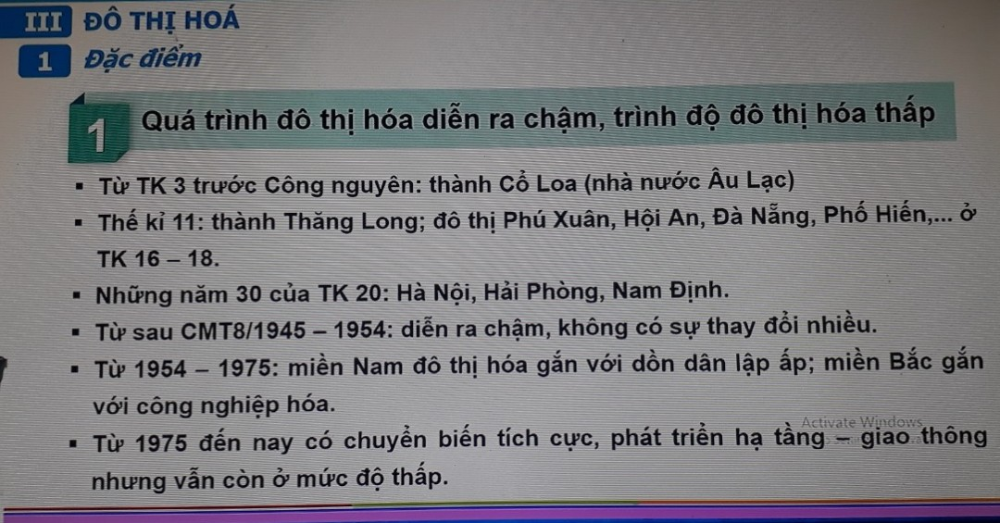 III ĐÔ THỊ HOÁ
1 Đặc điểm
1 Quá trình đô thị hóa diễn ra chậm, trình độ đô thị hóa thấp
▪ Từ TK 3 trước Công nguyên: thành Cổ Loa (nhà nước Âu Lạc)
▪ Thế kỉ 11: thành Thăng Long; đô thị Phú Xuân, Hội An, Đà Nẵng, Phố Hiến,... ở
TK 16 – 18.
▪ Những năm 30 của TK 20: Hà Nội, Hải Phòng, Nam Định.
▪ Từ sau CMT8/1945 – 1954: diễn ra chậm, không có sự thay đổi nhiều.
▪ Từ 1954 – 1975: miền Nam đô thị hóa gắn với dồn dân lập ấp; miền Bắc gắn
với công nghiệp hóa.
Activate Windows
▪ Từ 1975 đến nay có chuyển biến tích cực, phát triển hạ tầng – giao thông
nhưng vẫn còn ở mức độ thấp.